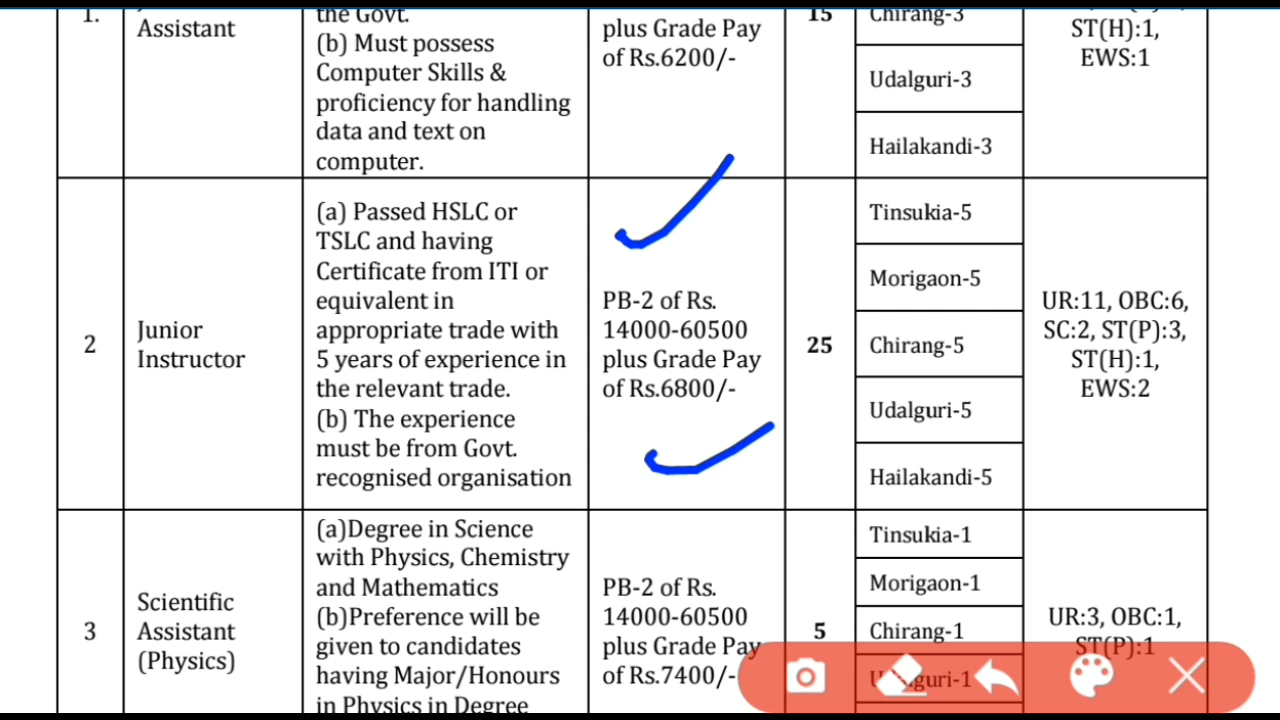 1.
Assistant
the Govt.
(b) Must possess
Computer Skills &
proficiency for handling
data and text on
computer.
plus Grade Pay
of Rs.6200/-
15
Chirang-3
Udalguri-3
Hailakandi-3
ST(H):1,
EWS:1
2
Junior
Instructor
(a) Passed HSLC or
TSLC and having
Certificate from ITI or
equivalent in
appropriate trade with
5 years of experience in
the relevant trade.
(b) The experience
must be from Govt.
recognised organisation
PB-2 of Rs.
14000-60500
plus Grade Pay
of Rs.6800/-
25
Tinsukia-5
Morigaon-5
Chirang-5
Udalguri-5
Hailakandi-5
UR:11, OBC:6,
SC:2, ST(P):3,
ST(H):1,
EWS:2
3
Scientific
Assistant
(Physics)
(a)Degree in Science
with Physics, Chemistry
and Mathematics
(b)Preference will be
given to candidates
having Major/Honours
in Physics in Degree
PB-2 of Rs.
14000-60500
plus Grade Pay
of Rs.7400/-
5
Tinsukia-1
Morigaon-1
Chirang-1
UR:3, OBC:1,
ST(P):1